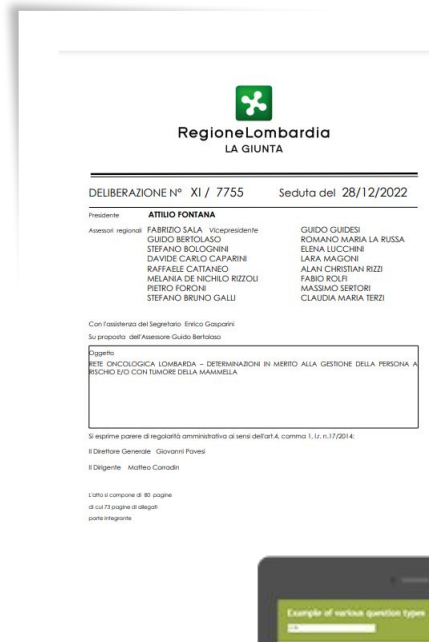 RegioneLombardia
LA GIUNTA
DELIBERAZIONE N° XI / 7755 Seduta del 28/12/2022
Presidente ATTILIO FONTANA
Assessori regionali FABRIZIO SALA Vicepresidente GUIDO GUIDESI
GUIDO BERTOLASO ROMANO MARIA LA RUSSA
STEFANO BOLOGNINI ELENA LUCCHINI
DAVIDE CARLO CAPARINI LARA MAGONI
RAFFAELE CATTANEO ALAN CHRISTIAN RIZZI
MELANIA DE NICHILO RIZZOLI FABIO ROLFI
PIETRO FORONI MASSIMO SERTORI
STEFANO BRUNO GALLI CLAUDIA MARIA TERZI
Con l'assistenza del Segretario Enrico Gasparini
Su proposta dell'Assessore Guido Bertolaso
Oggetto
RETE ONCOLOGICA LOMBARDA – DETERMINAZIONI IN MERITO ALLA GESTIONE DELLA PERSONA A
RISCHIO E/O CON TUMORE DELLA MAMMELLA
Si esprime parere di regolarità amministrativa ai sensi dell'art.4, comma 1, l.r. n.17/2014:
Il Direttore Generale Giovanni Pavesi
Il Dirigente Matteo Corradin
L'atto si compone di 80 pagine
di cui 73 pagine di allegati
parte integrante
Example of various question types